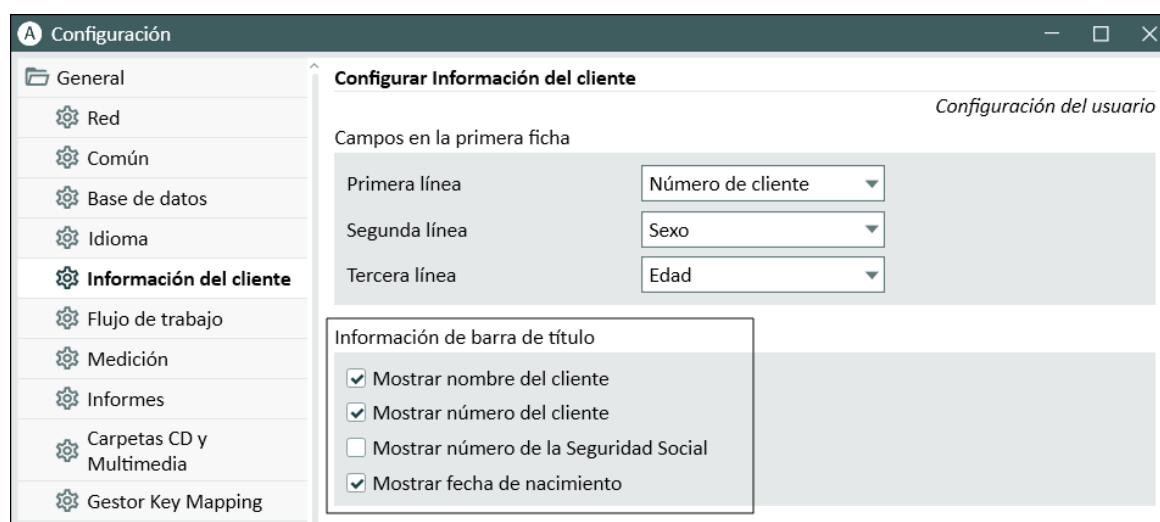 A Configuración
General
Red
Común
Base de datos
Idioma
Información del cliente
Flujo de trabajo
Medición
Informes
Carpetas CD y
Multimedia
Gestor Key Mapping
Configurar Información del cliente
Configuración del usuario
Campos en la primera ficha
Primera línea Número de cliente
Segunda línea Sexo
Tercera línea Edad
Información de barra de título
Mostrar nombre del cliente
Mostrar número del cliente
Mostrar número de la Seguridad Social
Mostrar fecha de nacimiento